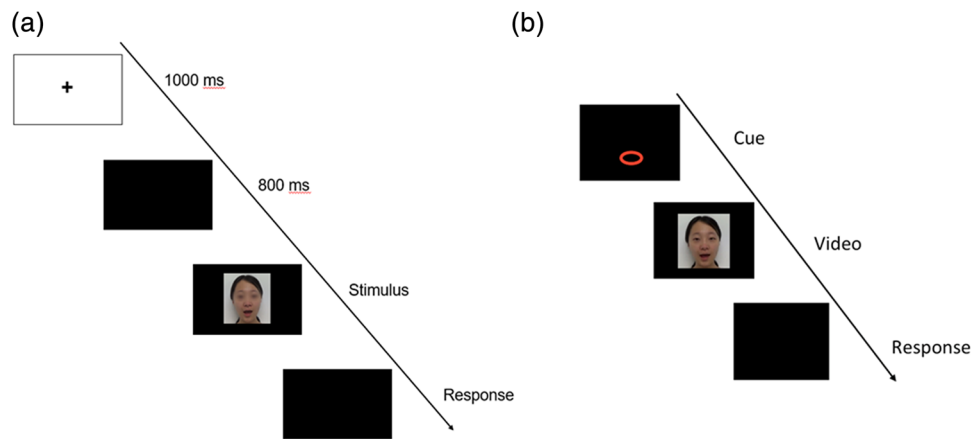 (a)
+
1000 ms
800 ms
Stimulus
Response
(b)
Cue
Video
Response